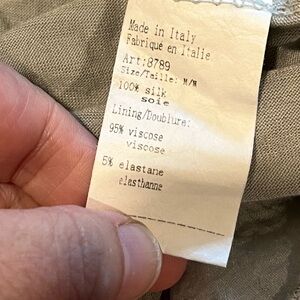 Made in Italy
Fabriqué en Italie
Art:8789
Size/Taille: M/M
100% silk
soie
Lining/Doublure:
95% viscose
viscose
5% elastane
elasthanne